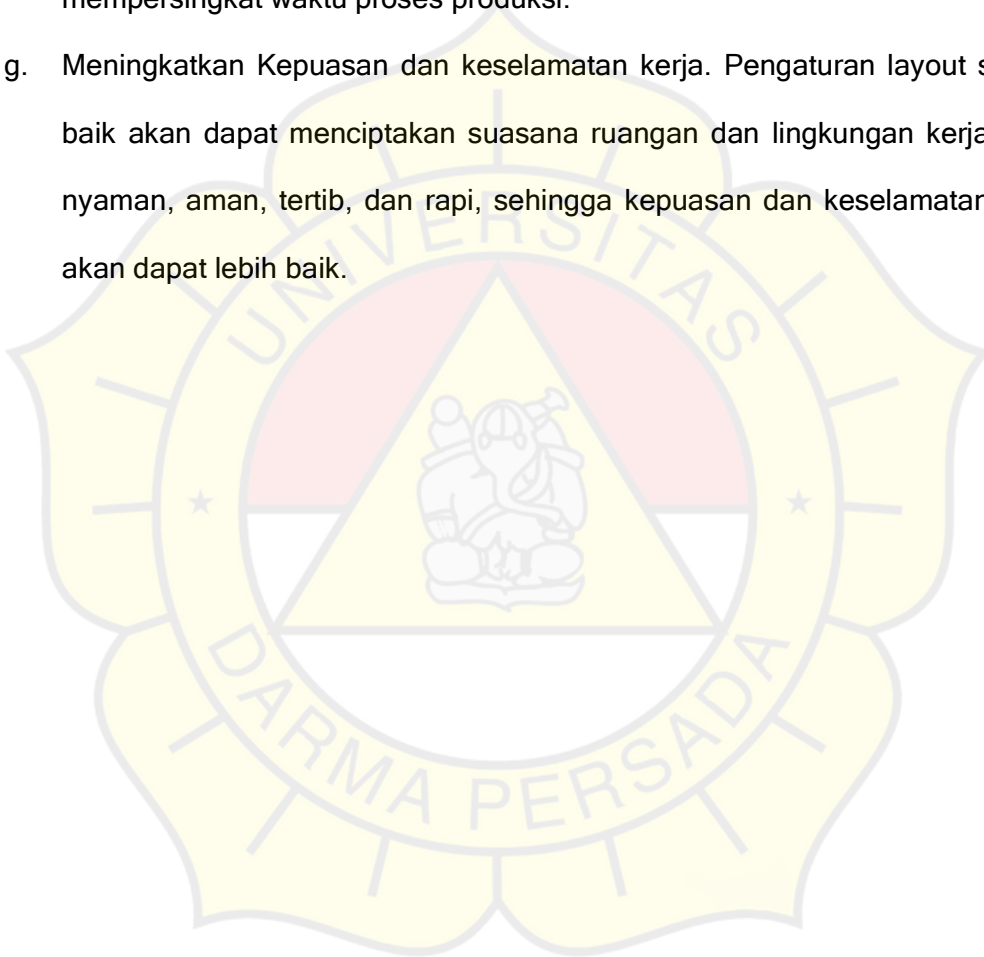 mempersingkat waktu proses produksi.
g. Meningkatkan Kepuasan dan keselamatan kerja. Pengaturan layout
baik akan dapat menciptakan suasana ruangan dan lingkungan kerja
nyaman, aman, tertib, dan rapi, sehingga kepuasan dan keselamatan
akan dapat lebih baik.
UNIVERSITAS
DARMA PERSADA